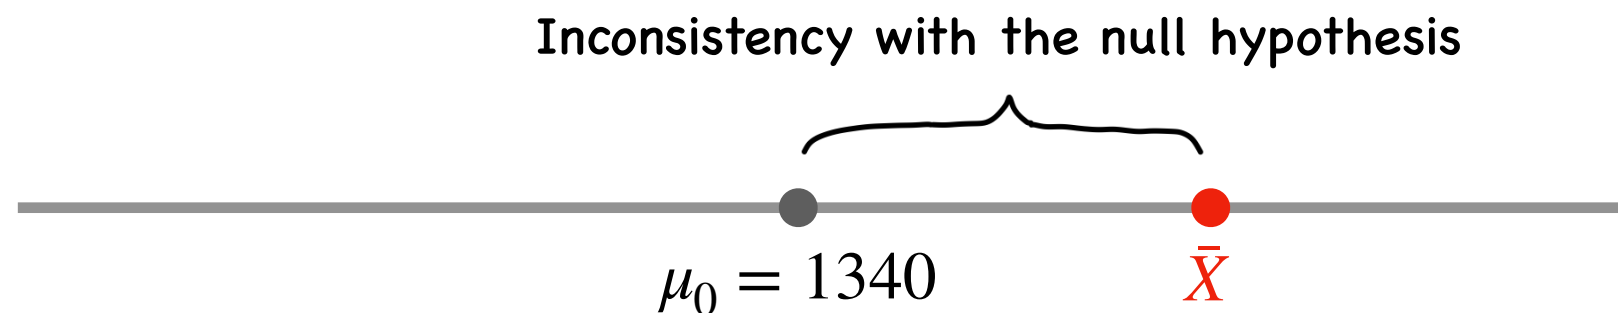 Inconsistency with the null hypothesis
μ₀ = 1340
X̄